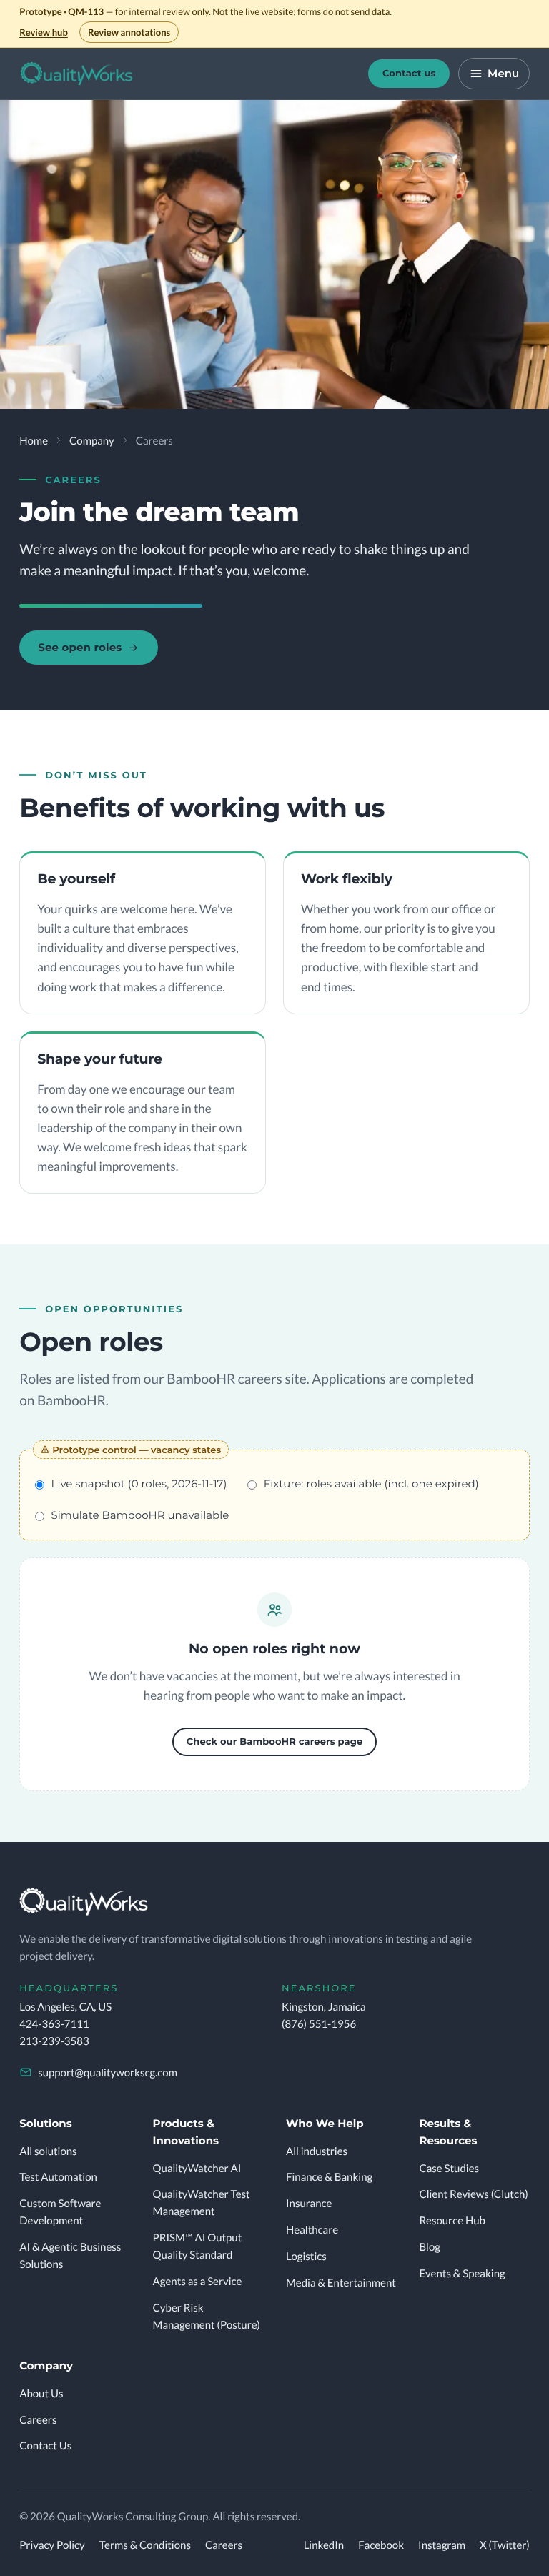 Prototype · QM-113 — for internal review only. Not the live website; forms do not send data.
Review hub Review annotations
QualityWorks Contact us Menu
Home Company Careers
CAREERS
Join the dream team
We’re always on the lookout for people who are ready to shake things up and
make a meaningful impact. If that’s you, welcome.
See open roles
DON’T MISS OUT
Benefits of working with us
Be yourself
Your quirks are welcome here. We’ve
built a culture that embraces
individuality and diverse perspectives,
and encourages you to have fun while
doing work that makes a difference.
Work flexibly
Whether you work from our office or
from home, our priority is to give you
the freedom to be comfortable and
productive, with flexible start and
end times.
Shape your future
From day one we encourage our team
to own their role and share in the
leadership of the company in their own
way. We welcome fresh ideas that spark
meaningful improvements.
OPEN OPPORTUNITIES
Open roles
Roles are listed from our BambooHR careers site. Applications are completed
on BambooHR.
Prototype control — vacancy states
Live snapshot (0 roles, 2026-11-17) Fixture: roles available (incl. one expired)
Simulate BambooHR unavailable
No open roles right now
We don’t have vacancies at the moment, but we’re always interested in
hearing from people who want to make an impact.
Check our BambooHR careers page
QualityWorks
We enable the delivery of transformative digital solutions through innovations in testing and agile
project delivery.
HEADQUARTERS
Los Angeles, CA, US
424-363-7111
213-239-3583
NEARSHORE
Kingston, Jamaica
(876) 551-1956
support@qualityworkscg.com
Solutions
All solutions
Test Automation
Custom Software
Development
AI & Agentic Business
Solutions
Products &
Innovations
QualityWatcher AI
QualityWatcher Test
Management
PRISM™ AI Output
Quality Standard
Agents as a Service
Cyber Risk
Management (Posture)
Who We Help
All industries
Finance & Banking
Insurance
Healthcare
Logistics
Media & Entertainment
Results &
Resources
Case Studies
Client Reviews (Clutch)
Resource Hub
Blog
Events & Speaking
Company
About Us
Careers
Contact Us
© 2026 QualityWorks Consulting Group. All rights reserved.
Privacy Policy Terms & Conditions Careers LinkedIn Facebook Instagram X (Twitter)